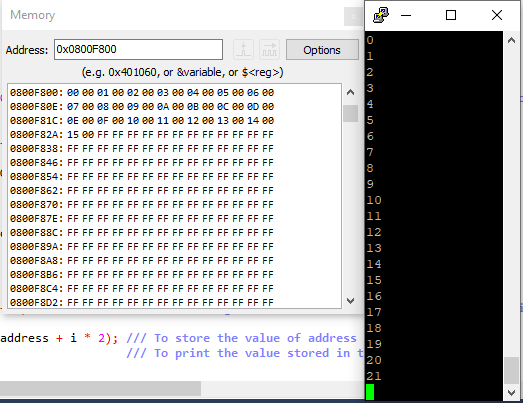 Memory
Address: 0x0800F800 Options
(e.g. 0x401060, or &variable, or $<reg>)
0800F800: 00 00 01 00 02 00 03 00 04 00 05 00 06 00
0800F80E: 07 00 08 00 09 00 0A 00 0B 00 0C 00 0D 00
0800F81C: 0E 00 0F 00 10 00 11 00 12 00 13 00 14 00
0800F82A: 15 00 FF FF FF FF FF FF FF FF FF FF FF FF
0800F838: FF FF FF FF FF FF FF FF FF FF FF FF FF FF
0800F846: FF FF FF FF FF FF FF FF FF FF FF FF FF FF
0800F854: FF FF FF FF FF FF FF FF FF FF FF FF FF FF
0800F862: FF FF FF FF FF FF FF FF FF FF FF FF FF FF
0800F870: FF FF FF FF FF FF FF FF FF FF FF FF FF FF
0800F87E: FF FF FF FF FF FF FF FF FF FF FF FF FF FF
0800F88C: FF FF FF FF FF FF FF FF FF FF FF FF FF FF
0800F89A: FF FF FF FF FF FF FF FF FF FF FF FF FF FF
0800F8A8: FF FF FF FF FF FF FF FF FF FF FF FF FF FF
0800F8B6: FF FF FF FF FF FF FF FF FF FF FF FF FF FF
0800F8C4: FF FF FF FF FF FF FF FF FF FF FF FF FF FF
0800F8D2: FF FF FF FF FF FF FF FF FF FF FF FF FF FF
address + i * 2); /// To store the value of address
/// To print the value stored in t
0
1
2
3
4
5
6
7
8
9
10
11
12
13
14
15
16
17
18
19
20
21